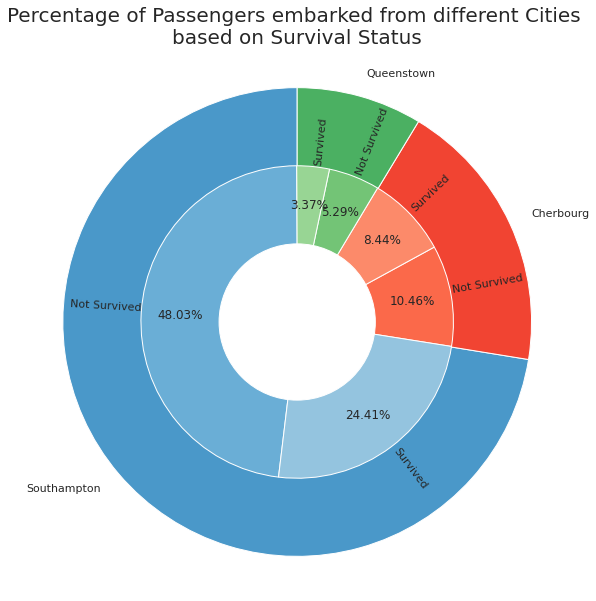 Percentage of Passengers embarked from different Cities
based on Survival Status
Queenstown
Survived
Not Survived
3.37%
5.29%
Survived
Cherbourg
8.44%
Not Survived
10.46%
Not Survived
48.03%
24.41%
Survived
Southampton